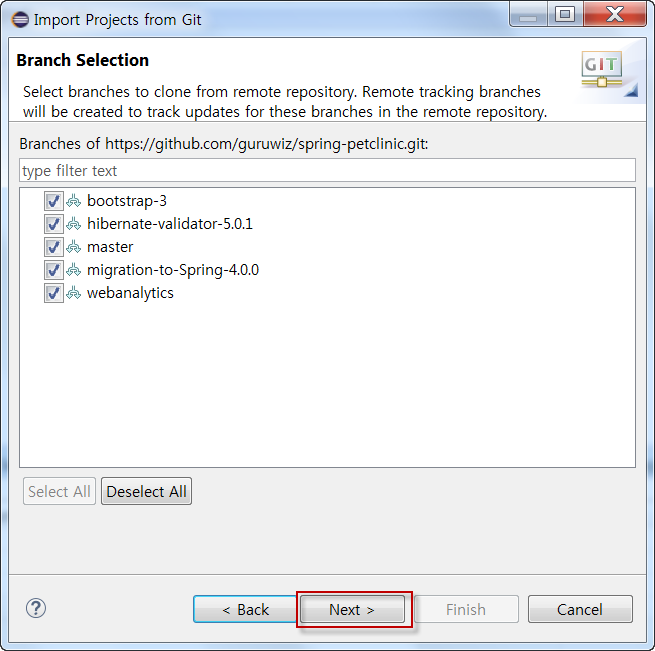 Import Projects from Git
Branch Selection
GIT
Select branches to clone from remote repository. Remote tracking branches
will be created to track updates for these branches in the remote repository.
Branches of https://github.com/guruwiz/spring-petclinic.git:
type filter text
bootstrap-3
hibernate-validator-5.0.1
master
migration-to-Spring-4.0.0
webanalytics
Select All Deselect All
? < Back Next > Finish Cancel